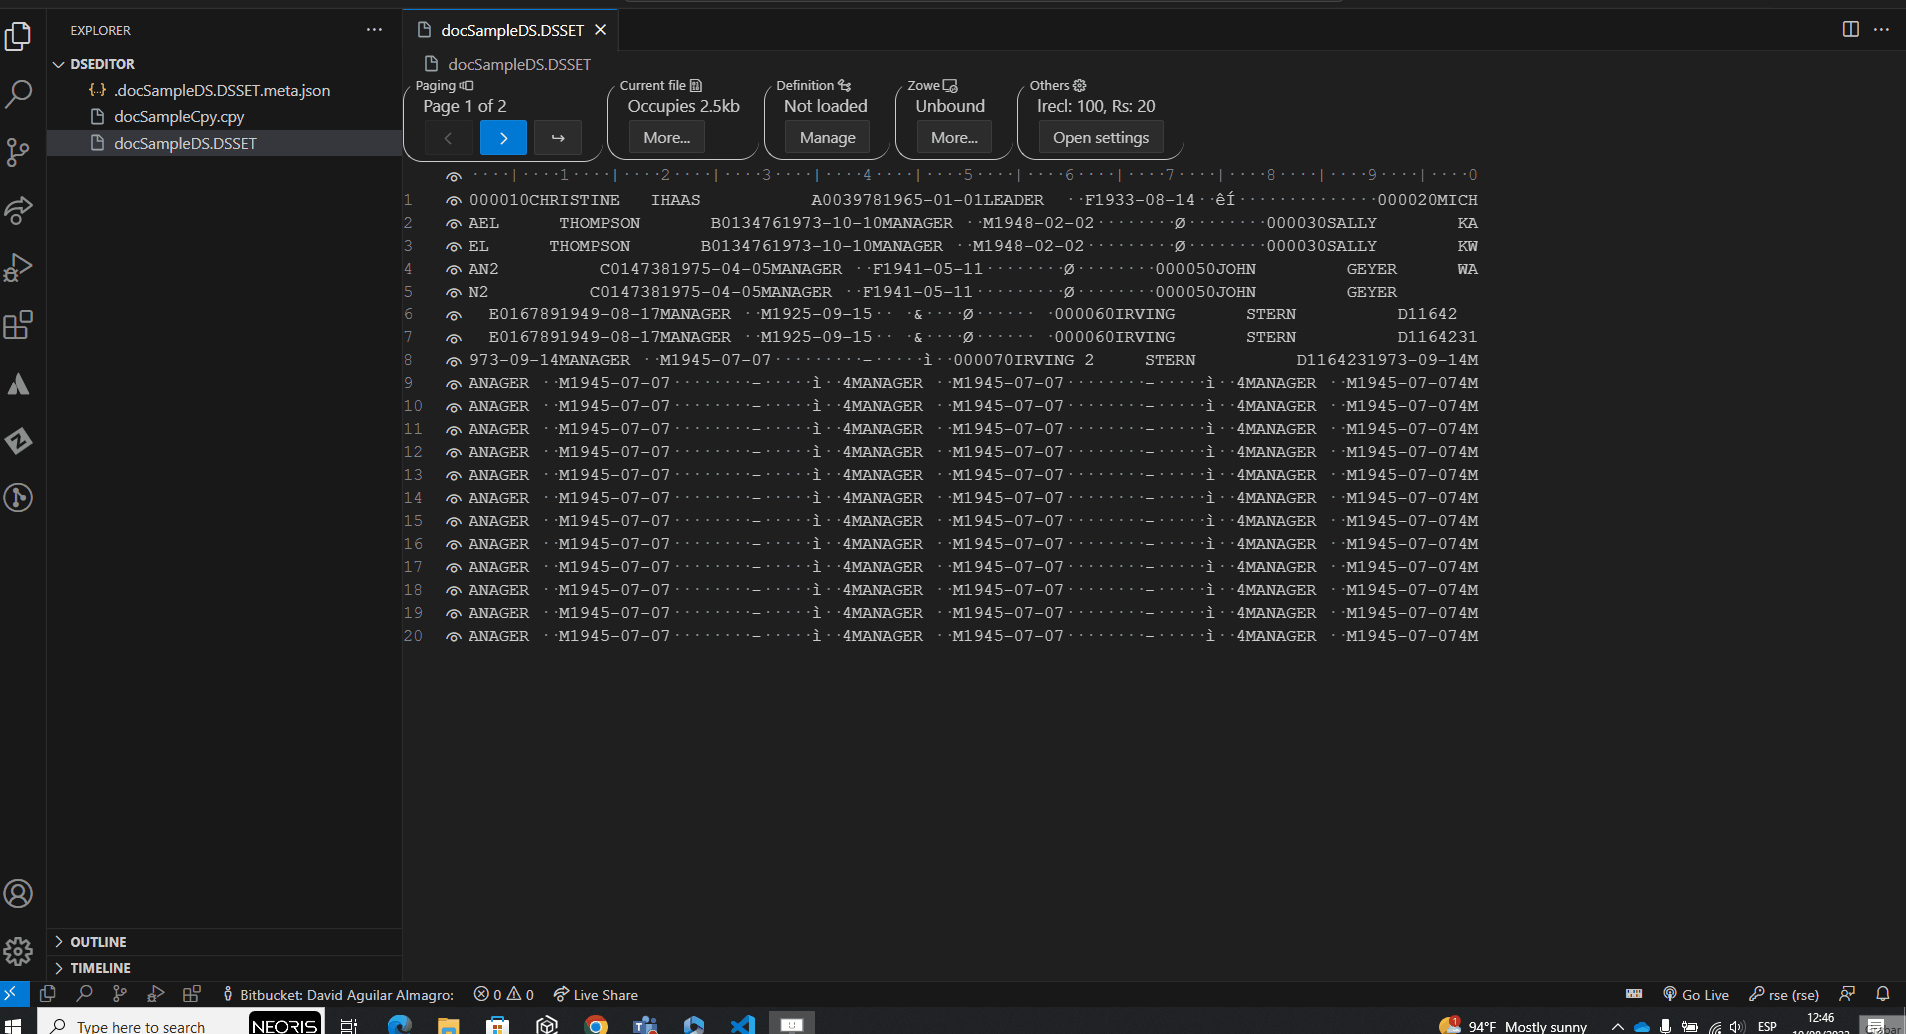 EXPLORER
DSEDITOR
{..} .docSampleDS.DSSET.meta.json
docSampleCpy.cpy
docSampleDS.DSSET
OUTLINE
TIMELINE
docSampleDS.DSSET
docSampleDS.DSSET
Paging
Page 1 of 2
Current file
Occupies 2.5kb
More...
Definition
Not loaded
Manage
Zowe
Unbound
More...
Others
lrecl: 100, Rs: 20
Open settings
····|····1····|····2····|····3····|····4····|····5····|····6····|····7····|····8····|····9····|····0
1 000010CHRISTINE   IHAAS           A0039781965-01-01LEADER   ··F1933-08-14 ··êÍ··············000020MICH
2 AEL      THOMPSON       B0134761973-10-10MANAGER  ··M1948-02-02········Ø········000030SALLY        KA
3 EL      THOMPSON       B0134761973-10-10MANAGER  ··M1948-02-02·········Ø········000030SALLY        KW
4 AN2          C0147381975-04-05MANAGER  ··F1941-05-11········Ø········000050JOHN         GEYER      WA
5 N2          C0147381975-04-05MANAGER  ··F1941-05-11·········Ø········000050JOHN         GEYER
6   E0167891949-08-17MANAGER  ··M1925-09-15   ·&····Ø······  ·000060IRVING       STERN          D11642
7   E0167891949-08-17MANAGER  ··M1925-09-15   ·&····Ø······  ·000060IRVING       STERN          D1164231
8 973-09-14MANAGER  ··M1945-07-07·········-·····ì ·000070IRVING 2     STERN          D1164231973-09-14M
9 ANAGER  ··M1945-07-07········-·····ì ·4MANAGER  ··M1945-07-07········-·····ì ·4MANAGER  ··M1945-07-074M
10 ANAGER  ··M1945-07-07········-·····ì ·4MANAGER  ··M1945-07-07········-·····ì ·4MANAGER  ··M1945-07-074M
11 ANAGER  ··M1945-07-07········-·····ì ·4MANAGER  ··M1945-07-07········-·····ì ·4MANAGER  ··M1945-07-074M
12 ANAGER  ··M1945-07-07········-·····ì ·4MANAGER  ··M1945-07-07········-·····ì ·4MANAGER  ··M1945-07-074M
13 ANAGER  ··M1945-07-07········-·····ì ·4MANAGER  ··M1945-07-07········-·····ì ·4MANAGER  ··M1945-07-074M
14 ANAGER  ··M1945-07-07········-·····ì ·4MANAGER  ··M1945-07-07········-·····ì ·4MANAGER  ··M1945-07-074M
15 ANAGER  ··M1945-07-07········-·····ì ·4MANAGER  ··M1945-07-07········-·····ì ·4MANAGER  ··M1945-07-074M
16 ANAGER  ··M1945-07-07········-·····ì ·4MANAGER  ··M1945-07-07········-·····ì ·4MANAGER  ··M1945-07-074M
17 ANAGER  ··M1945-07-07········-·····ì ·4MANAGER  ··M1945-07-07········-·····ì ·4MANAGER  ··M1945-07-074M
18 ANAGER  ··M1945-07-07········-·····ì ·4MANAGER  ··M1945-07-07········-·····ì ·4MANAGER  ··M1945-07-074M
19 ANAGER  ··M1945-07-07········-·····ì ·4MANAGER  ··M1945-07-07········-·····ì ·4MANAGER  ··M1945-07-074M
20 ANAGER  ··M1945-07-07········-·····ì ·4MANAGER  ··M1945-07-07········-·····ì ·4MANAGER  ··M1945-07-074M
Bitbucket: David Aguilar Almagro: 0 0 Live Share Go Live rse (rse)
Type here to search NEORIS 94°F Mostly sunny ESP 12:46